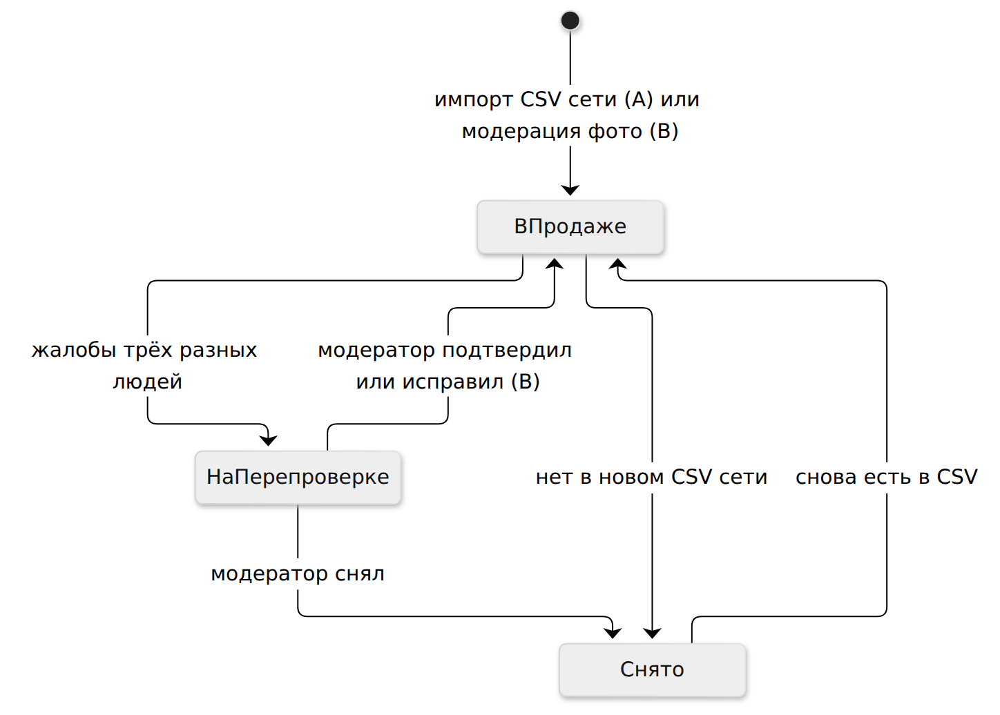 импорт CSV сети (A) или
модерация фото (B)
ВПродаже
жалобы трёх разных
людей
модератор подтвердил
или исправил (B)
НаПерепроверке
нет в новом CSV сети
снова есть в CSV
модератор снял
Снято